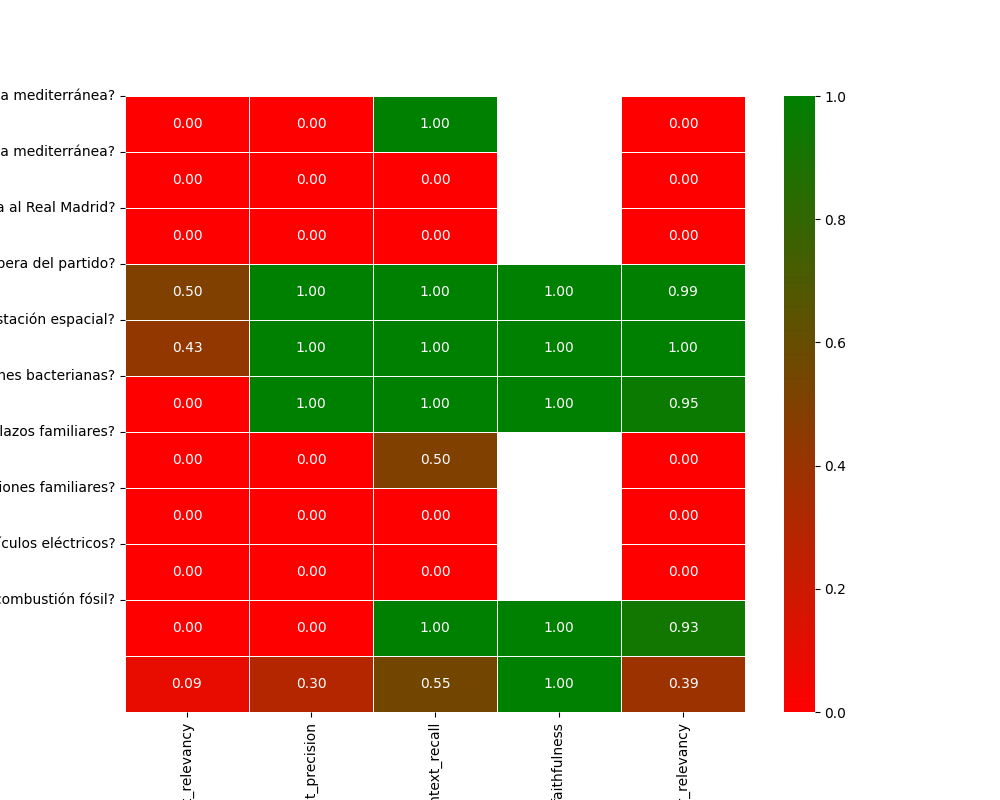 a mediterránea?
0.00 0.00 1.00 0.00
a mediterránea?
0.00 0.00 0.00 0.00
a al Real Madrid?
0.00 0.00 0.00 0.00
pera del partido?
0.50 1.00 1.00 1.00 0.99
stación espacial?
0.43 1.00 1.00 1.00 1.00
nes bacterianas?
0.00 1.00 1.00 1.00 0.95
lazos familiares?
0.00 0.00 0.50 0.00
iones familiares?
0.00 0.00 0.00 0.00
ículos eléctricos?
0.00 0.00 0.00 0.00
combustión fósil?
0.00 0.00 1.00 1.00 0.93
0.09 0.30 0.55 1.00 0.39
t_relevancy
t_precision
ntext_recall
faithfulness
r_relevancy
1.0
0.8
0.6
0.4
0.2
0.0